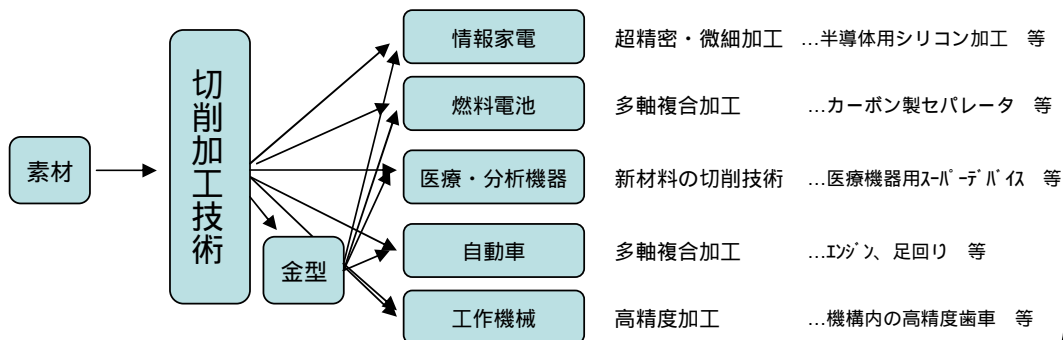 情報家電 超精密・微細加工 …半導体用シリコン加工 等
燃料電池 多軸複合加工 …カーボン製セパレータ 等
素材
切削加工技術
医療・分析機器 新材料の切削技術 …医療機器用ｽｰﾊﾟｰﾃﾞﾊﾞｲｽ 等
金型
自動車 多軸複合加工 …ｴﾝｼﾞﾝ、足回り 等
工作機械 高精度加工 …機構内の高精度歯車 等